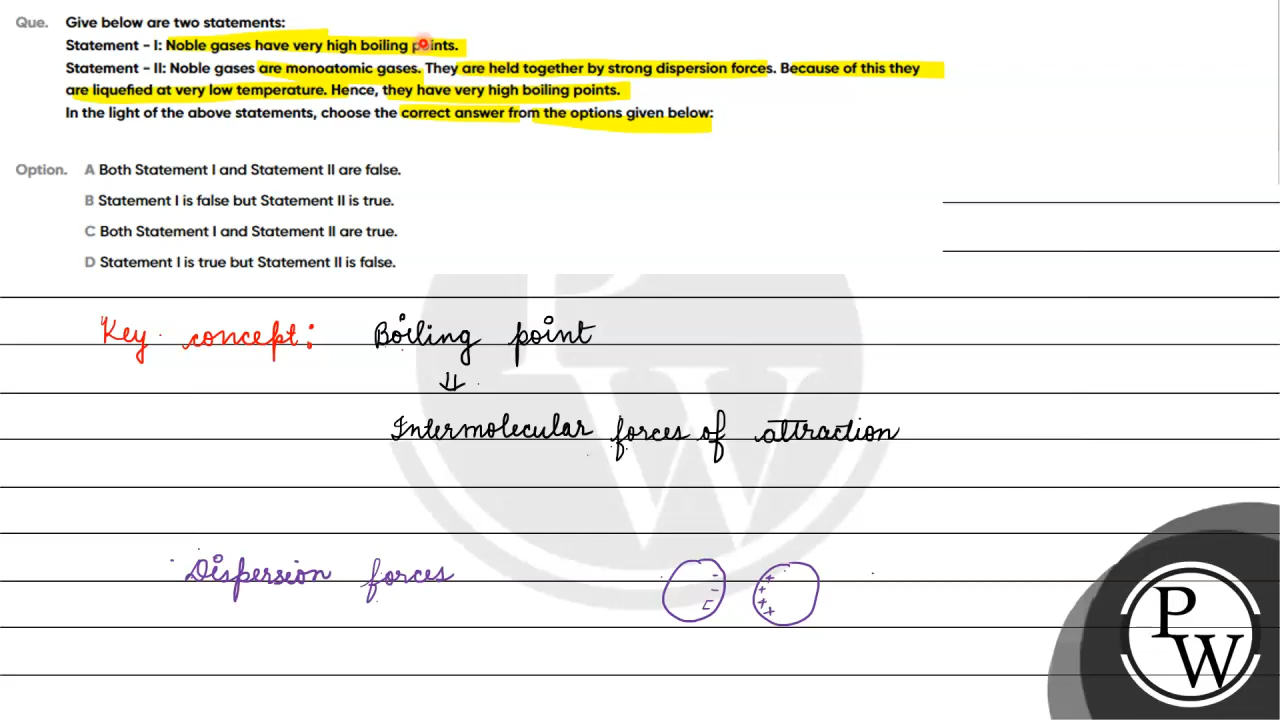 Que. Give below are two statements:
Statement - I: Noble gases have very high boiling points.
Statement - II: Noble gases are monoatomic gases. They are held together by strong dispersion forces. Because of this they
are liquefied at very low temperature. Hence, they have very high boiling points.
In the light of the above statements, choose the correct answer from the options given below:
Option. A Both Statement I and Statement II are false.
B Statement I is false but Statement II is true.
C Both Statement I and Statement II are true.
D Statement I is true but Statement II is false.
Key concept: Boiling point
⇓
Intermolecular forces of attraction
Dispersion forces
P
W